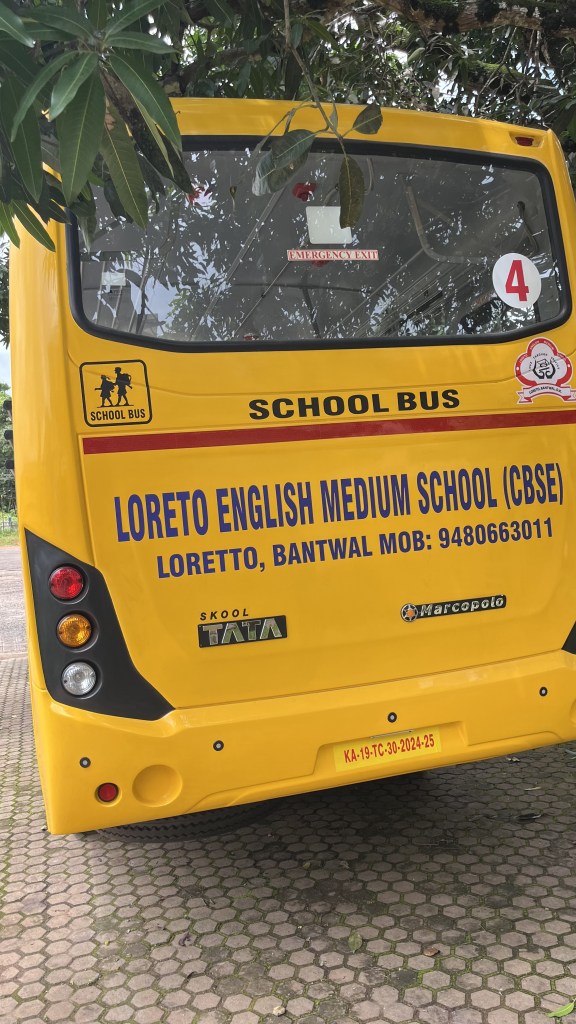 EMERGENCY EXIT
4
SCHOOL BUS
SCHOOL BUS
LORETO ENGLISH MEDIUM SCHOOL (CBSE)
LORETTO, BANTWAL MOB: 9480663011
SKOOL
TATA
Marcopolo
KA-19-TC-30-2024-25